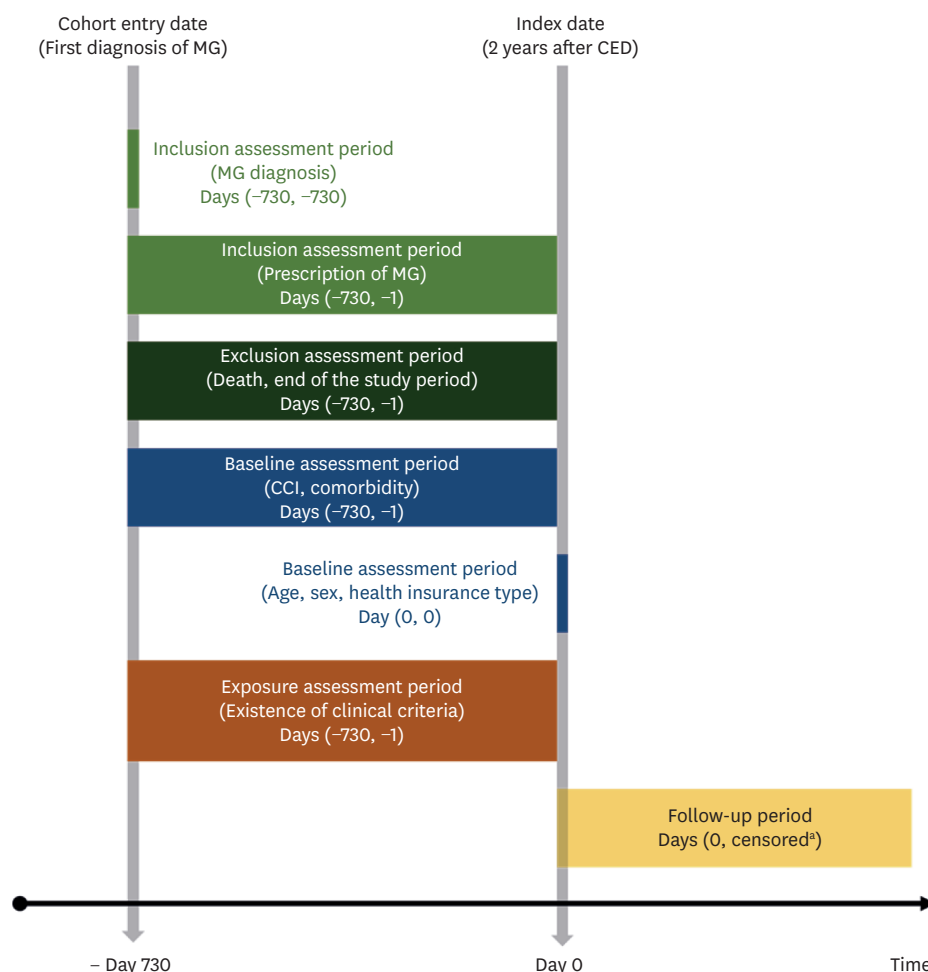 Cohort entry date
(First diagnosis of MG)
Index date
(2 years after CED)
Inclusion assessment period
(MG diagnosis)
Days (−730, −730)
Inclusion assessment period
(Prescription of MG)
Days (−730, −1)
Exclusion assessment period
(Death, end of the study period)
Days (−730, −1)
Baseline assessment period
(CCI, comorbidity)
Days (−730, −1)
Baseline assessment period
(Age, sex, health insurance type)
Day (0, 0)
Exposure assessment period
(Existence of clinical criteria)
Days (−730, −1)
Follow-up period
Days (0, censoredᵃ)
− Day 730
Day 0
Time